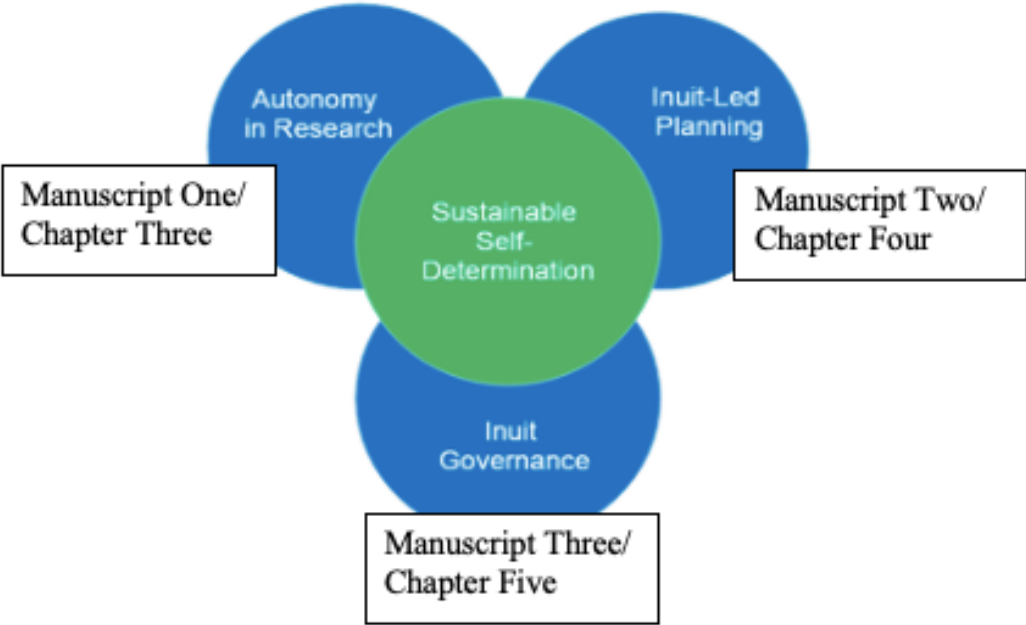 Autonomy
in Research
Inuit-Led
Planning
Manuscript One/
Chapter Three
Manuscript Two/
Chapter Four
Sustainable
Self-
Determination
Inuit
Governance
Manuscript Three/
Chapter Five